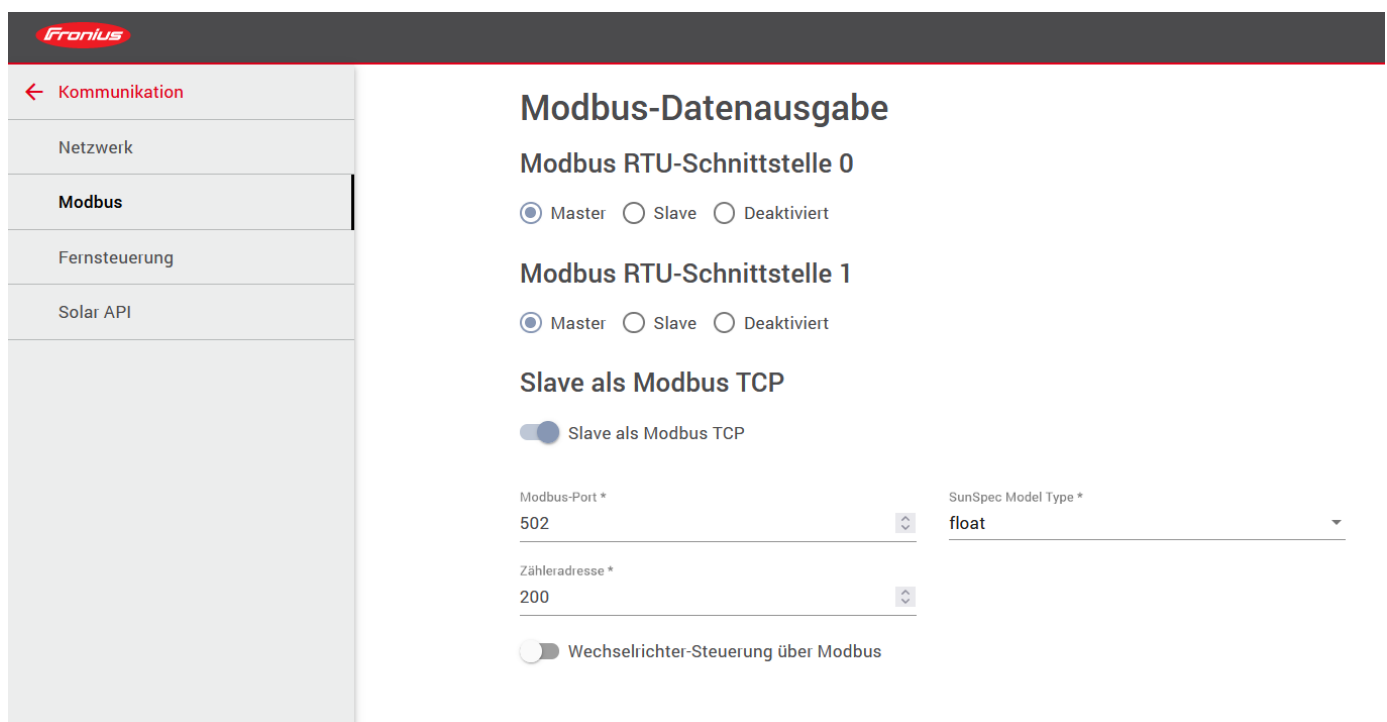 Fronius
Kommunikation
Netzwerk
Modbus
Fernsteuerung
Solar API
Modbus-Datenausgabe
Modbus RTU-Schnittstelle 0
Master Slave Deaktiviert
Modbus RTU-Schnittstelle 1
Master Slave Deaktiviert
Slave als Modbus TCP
Slave als Modbus TCP
Modbus-Port * SunSpec Model Type *
502 float
Zähleradresse *
200
Wechselrichter-Steuerung über Modbus